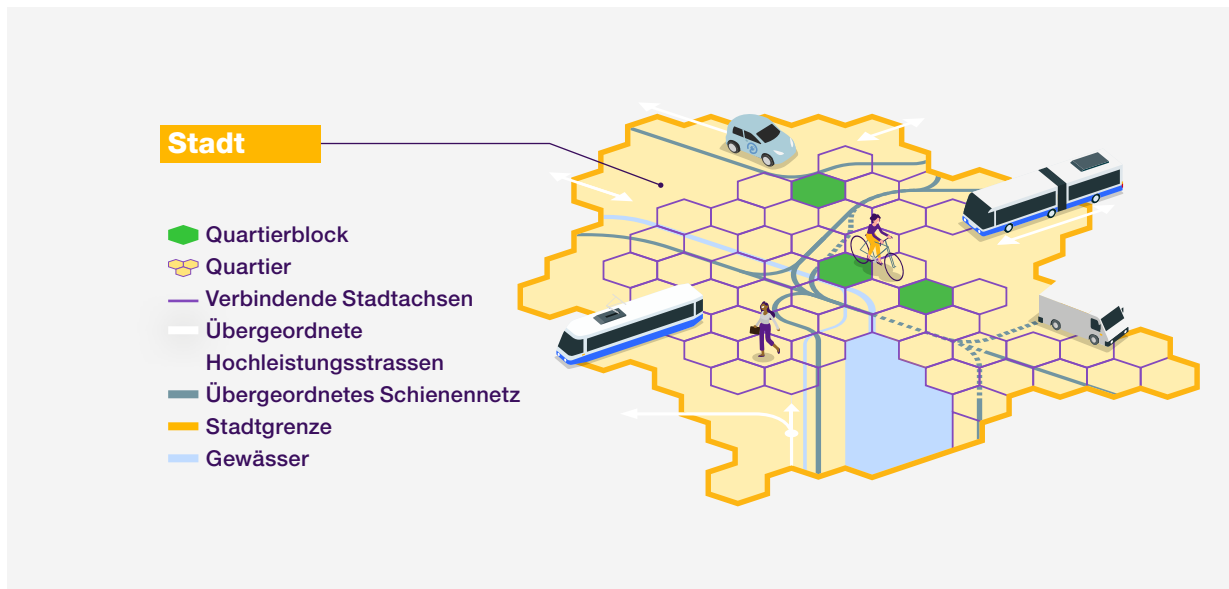 Stadt
Quartierblock
Quartier
Verbindende Stadtachsen
Übergeordnete
Hochleistungsstrassen
Übergeordnetes Schienennetz
Stadtgrenze
Gewässer